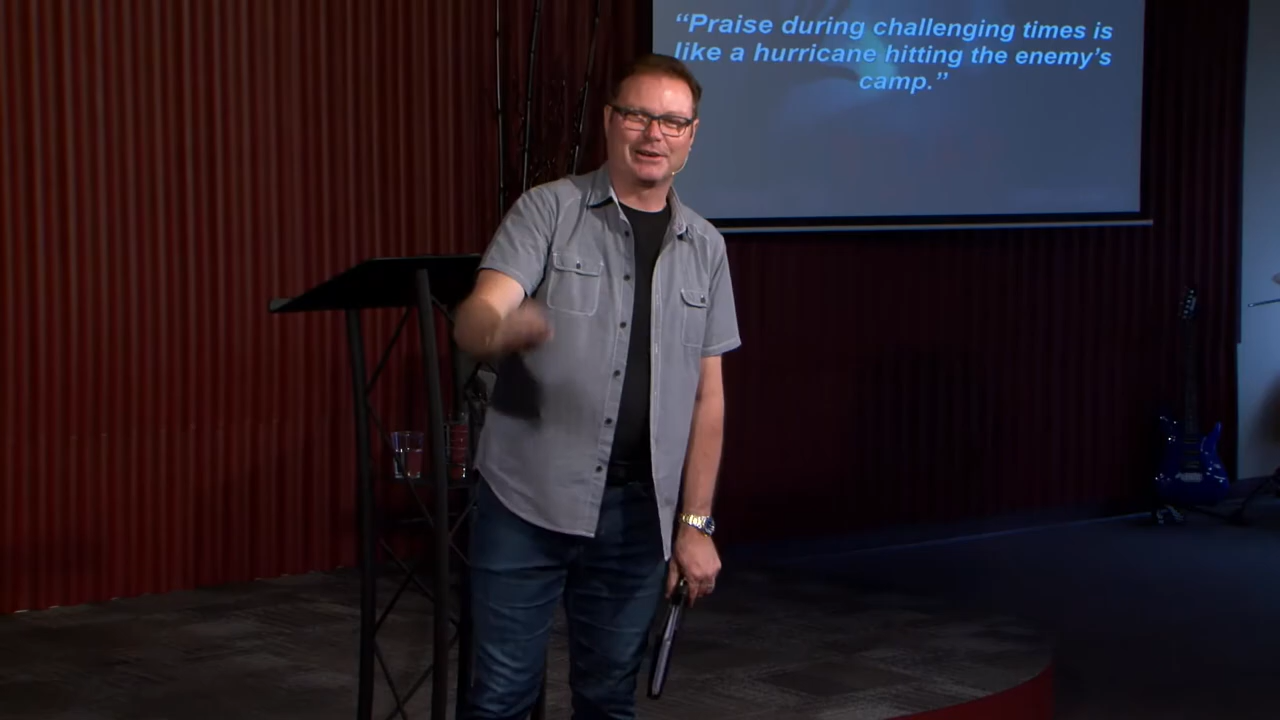 “Praise during challenging times is
like a hurricane hitting the enemy’s
camp.”